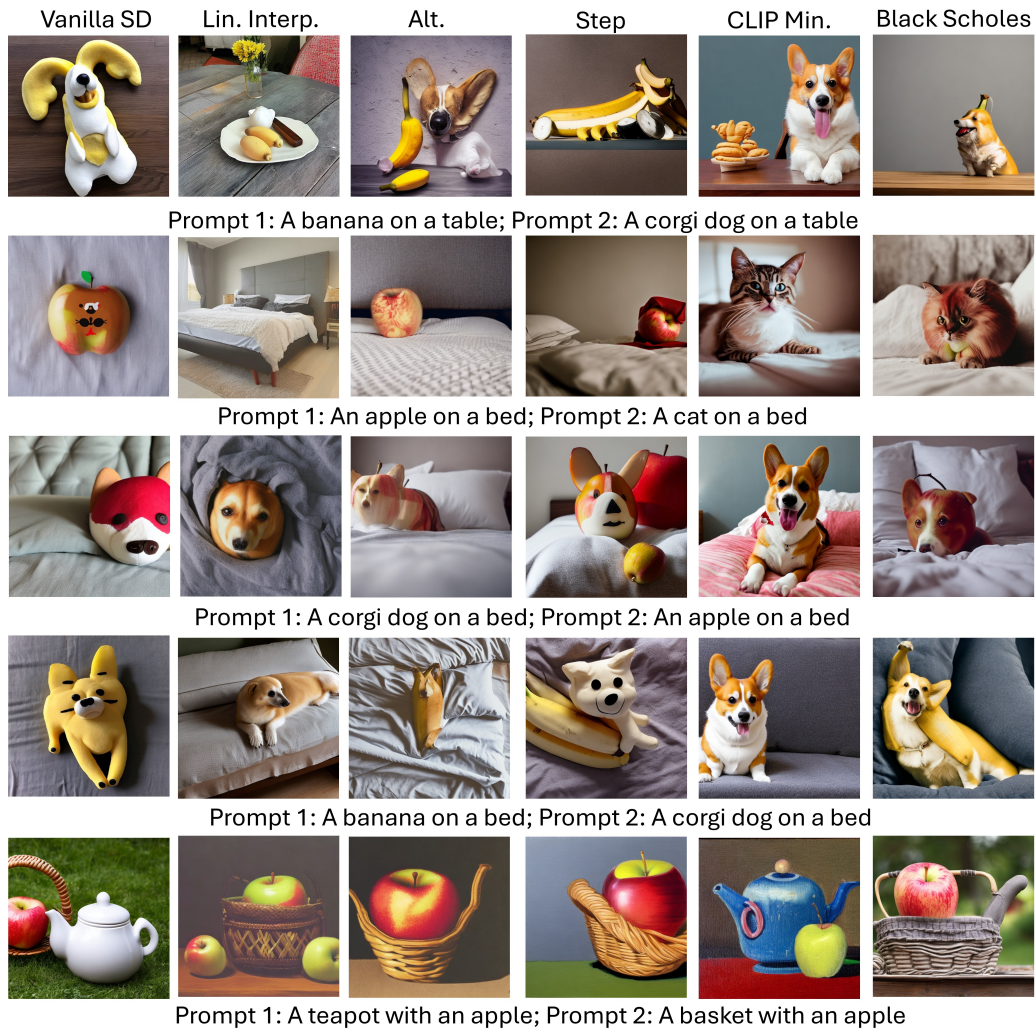 Vanilla SD Lin. Interp. Alt. Step CLIP Min. Black Scholes
Prompt 1: A banana on a table; Prompt 2: A corgi dog on a table
Prompt 1: An apple on a bed; Prompt 2: A cat on a bed
Prompt 1: A corgi dog on a bed; Prompt 2: An apple on a bed
Prompt 1: A banana on a bed; Prompt 2: A corgi dog on a bed
Prompt 1: A teapot with an apple; Prompt 2: A basket with an apple